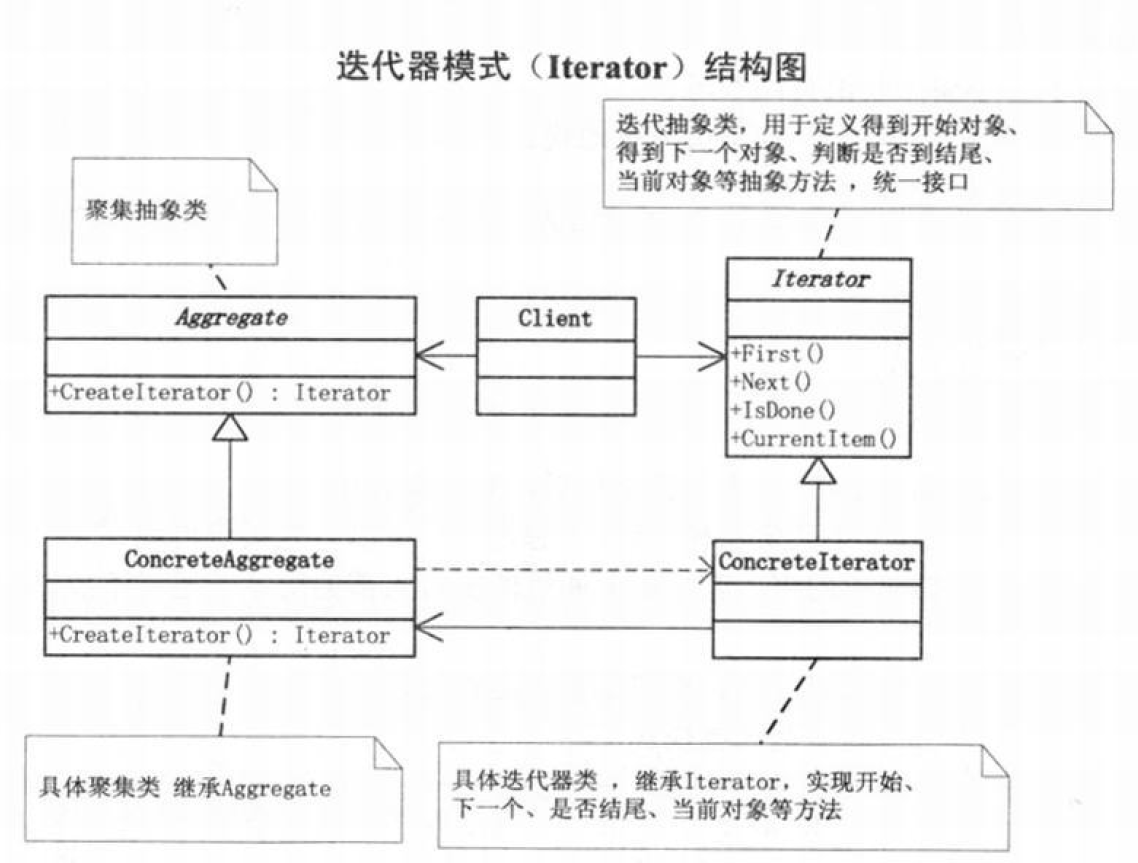 迭代器模式（Iterator）结构图
迭代抽象类，用于定义得到开始对象、
得到下一个对象、判断是否到结尾、
当前对象等抽象方法 ，统一接口
聚集抽象类
Aggregate
+CreateIterator() : Iterator
Client
Iterator
+First()
+Next()
+IsDone()
+CurrentItem()
ConcreteAggregate
+CreateIterator() : Iterator
ConcreteIterator
具体聚集类 继承Aggregate
具体迭代器类 ，继承Iterator，实现开始、
下一个、是否结尾、当前对象等方法